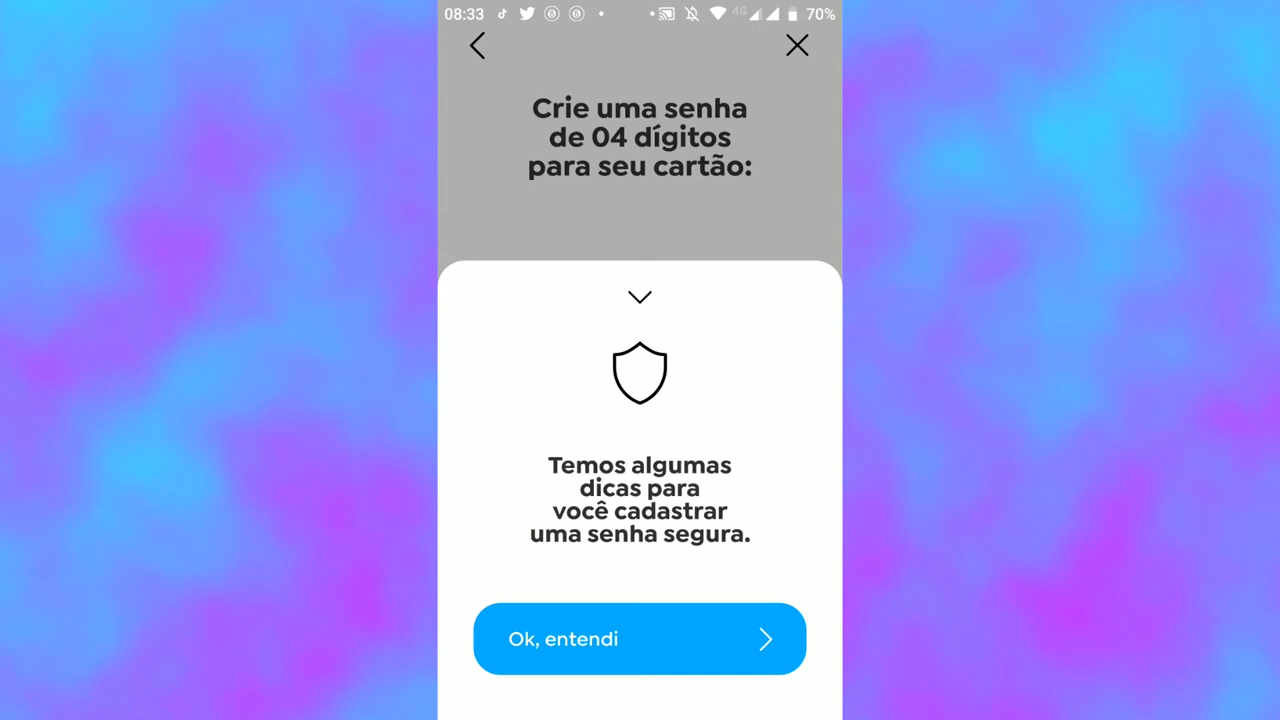 08:33
4G
70%
Crie uma senha
de 04 dígitos
para seu cartão:
Temos algumas
dicas para
você cadastrar
uma senha segura.
Ok, entendi